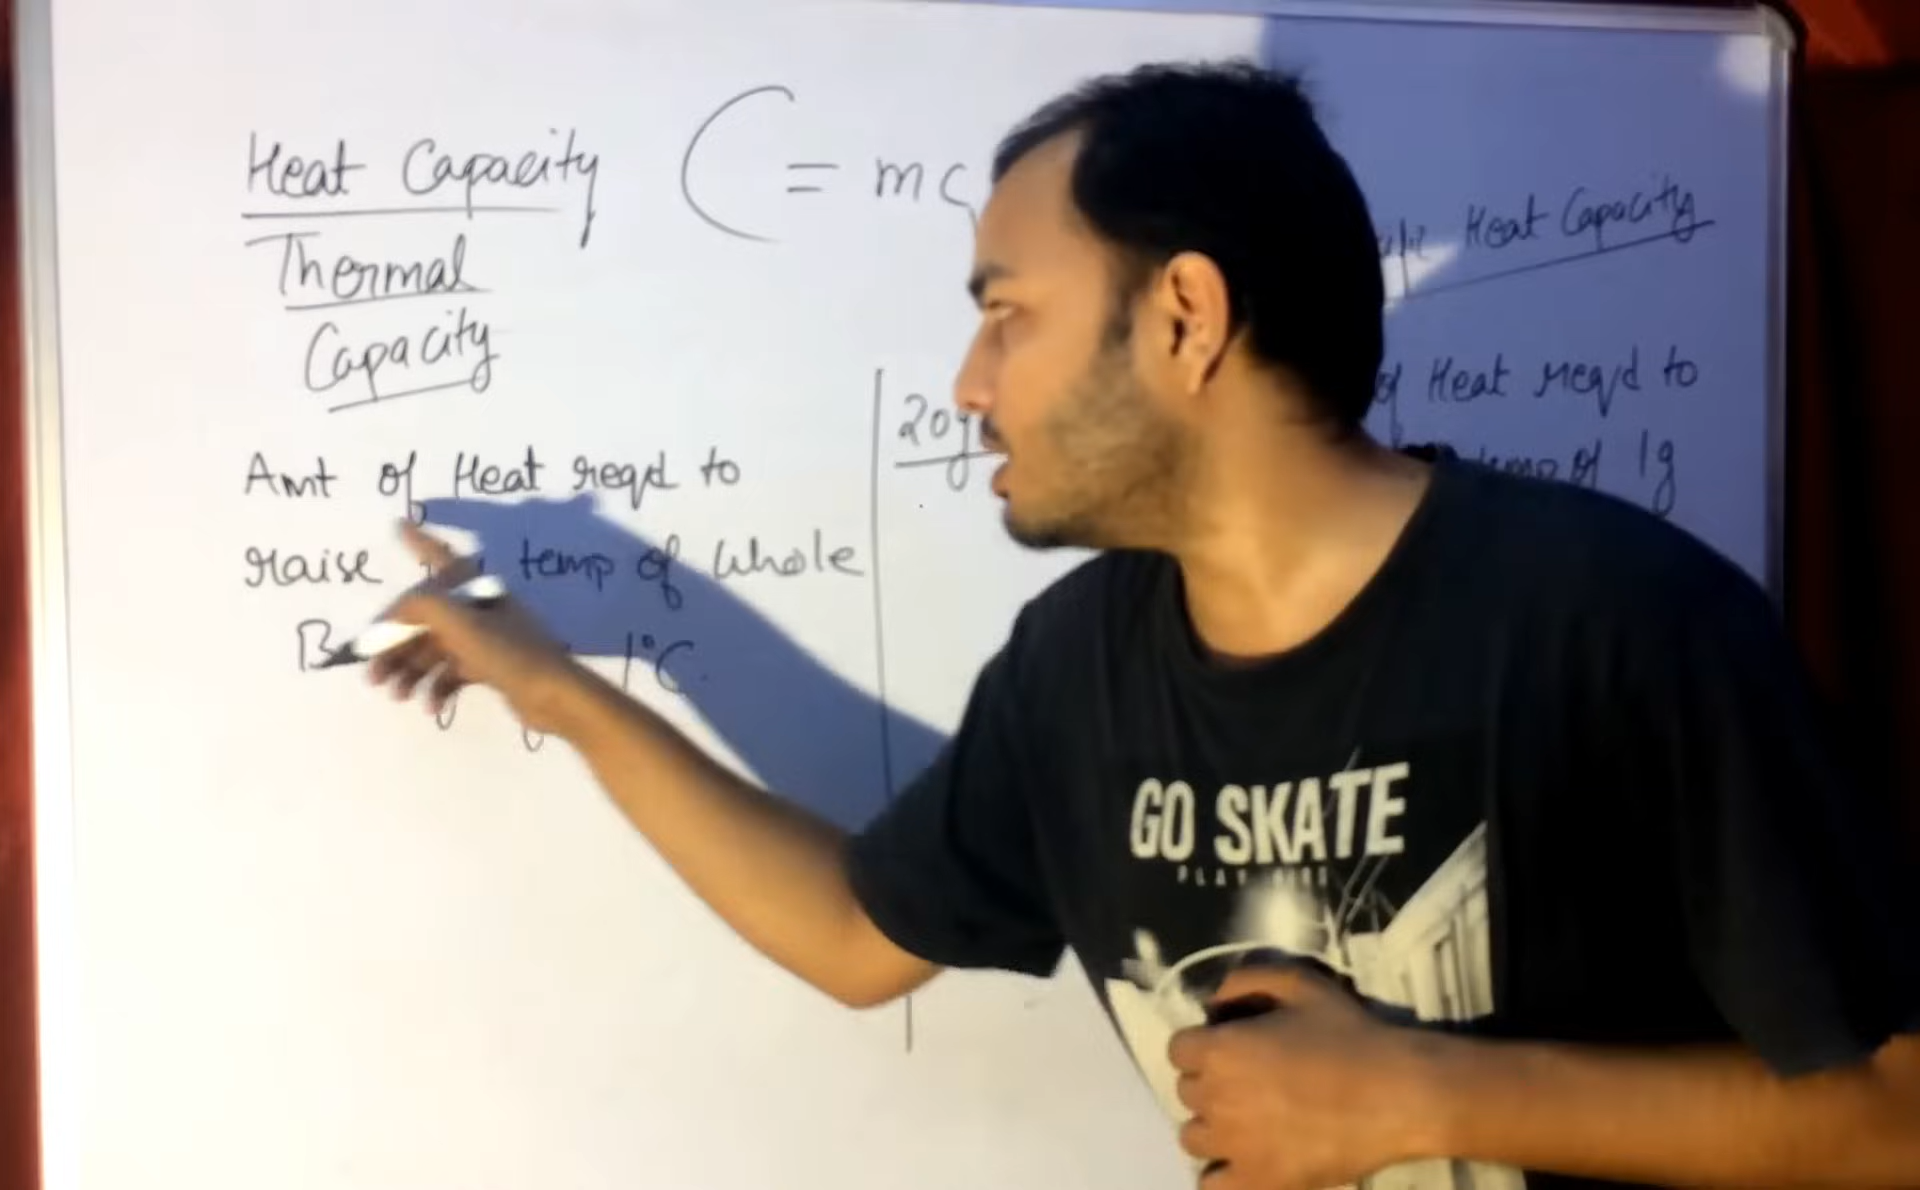 Heat Capacity C = mc
Thermal
Capacity
Amt of Heat reqd to
raise temp of whole
1°C.
20g
Heat Capacity
of Heat reqd to
temp of 1g
GO SKATE